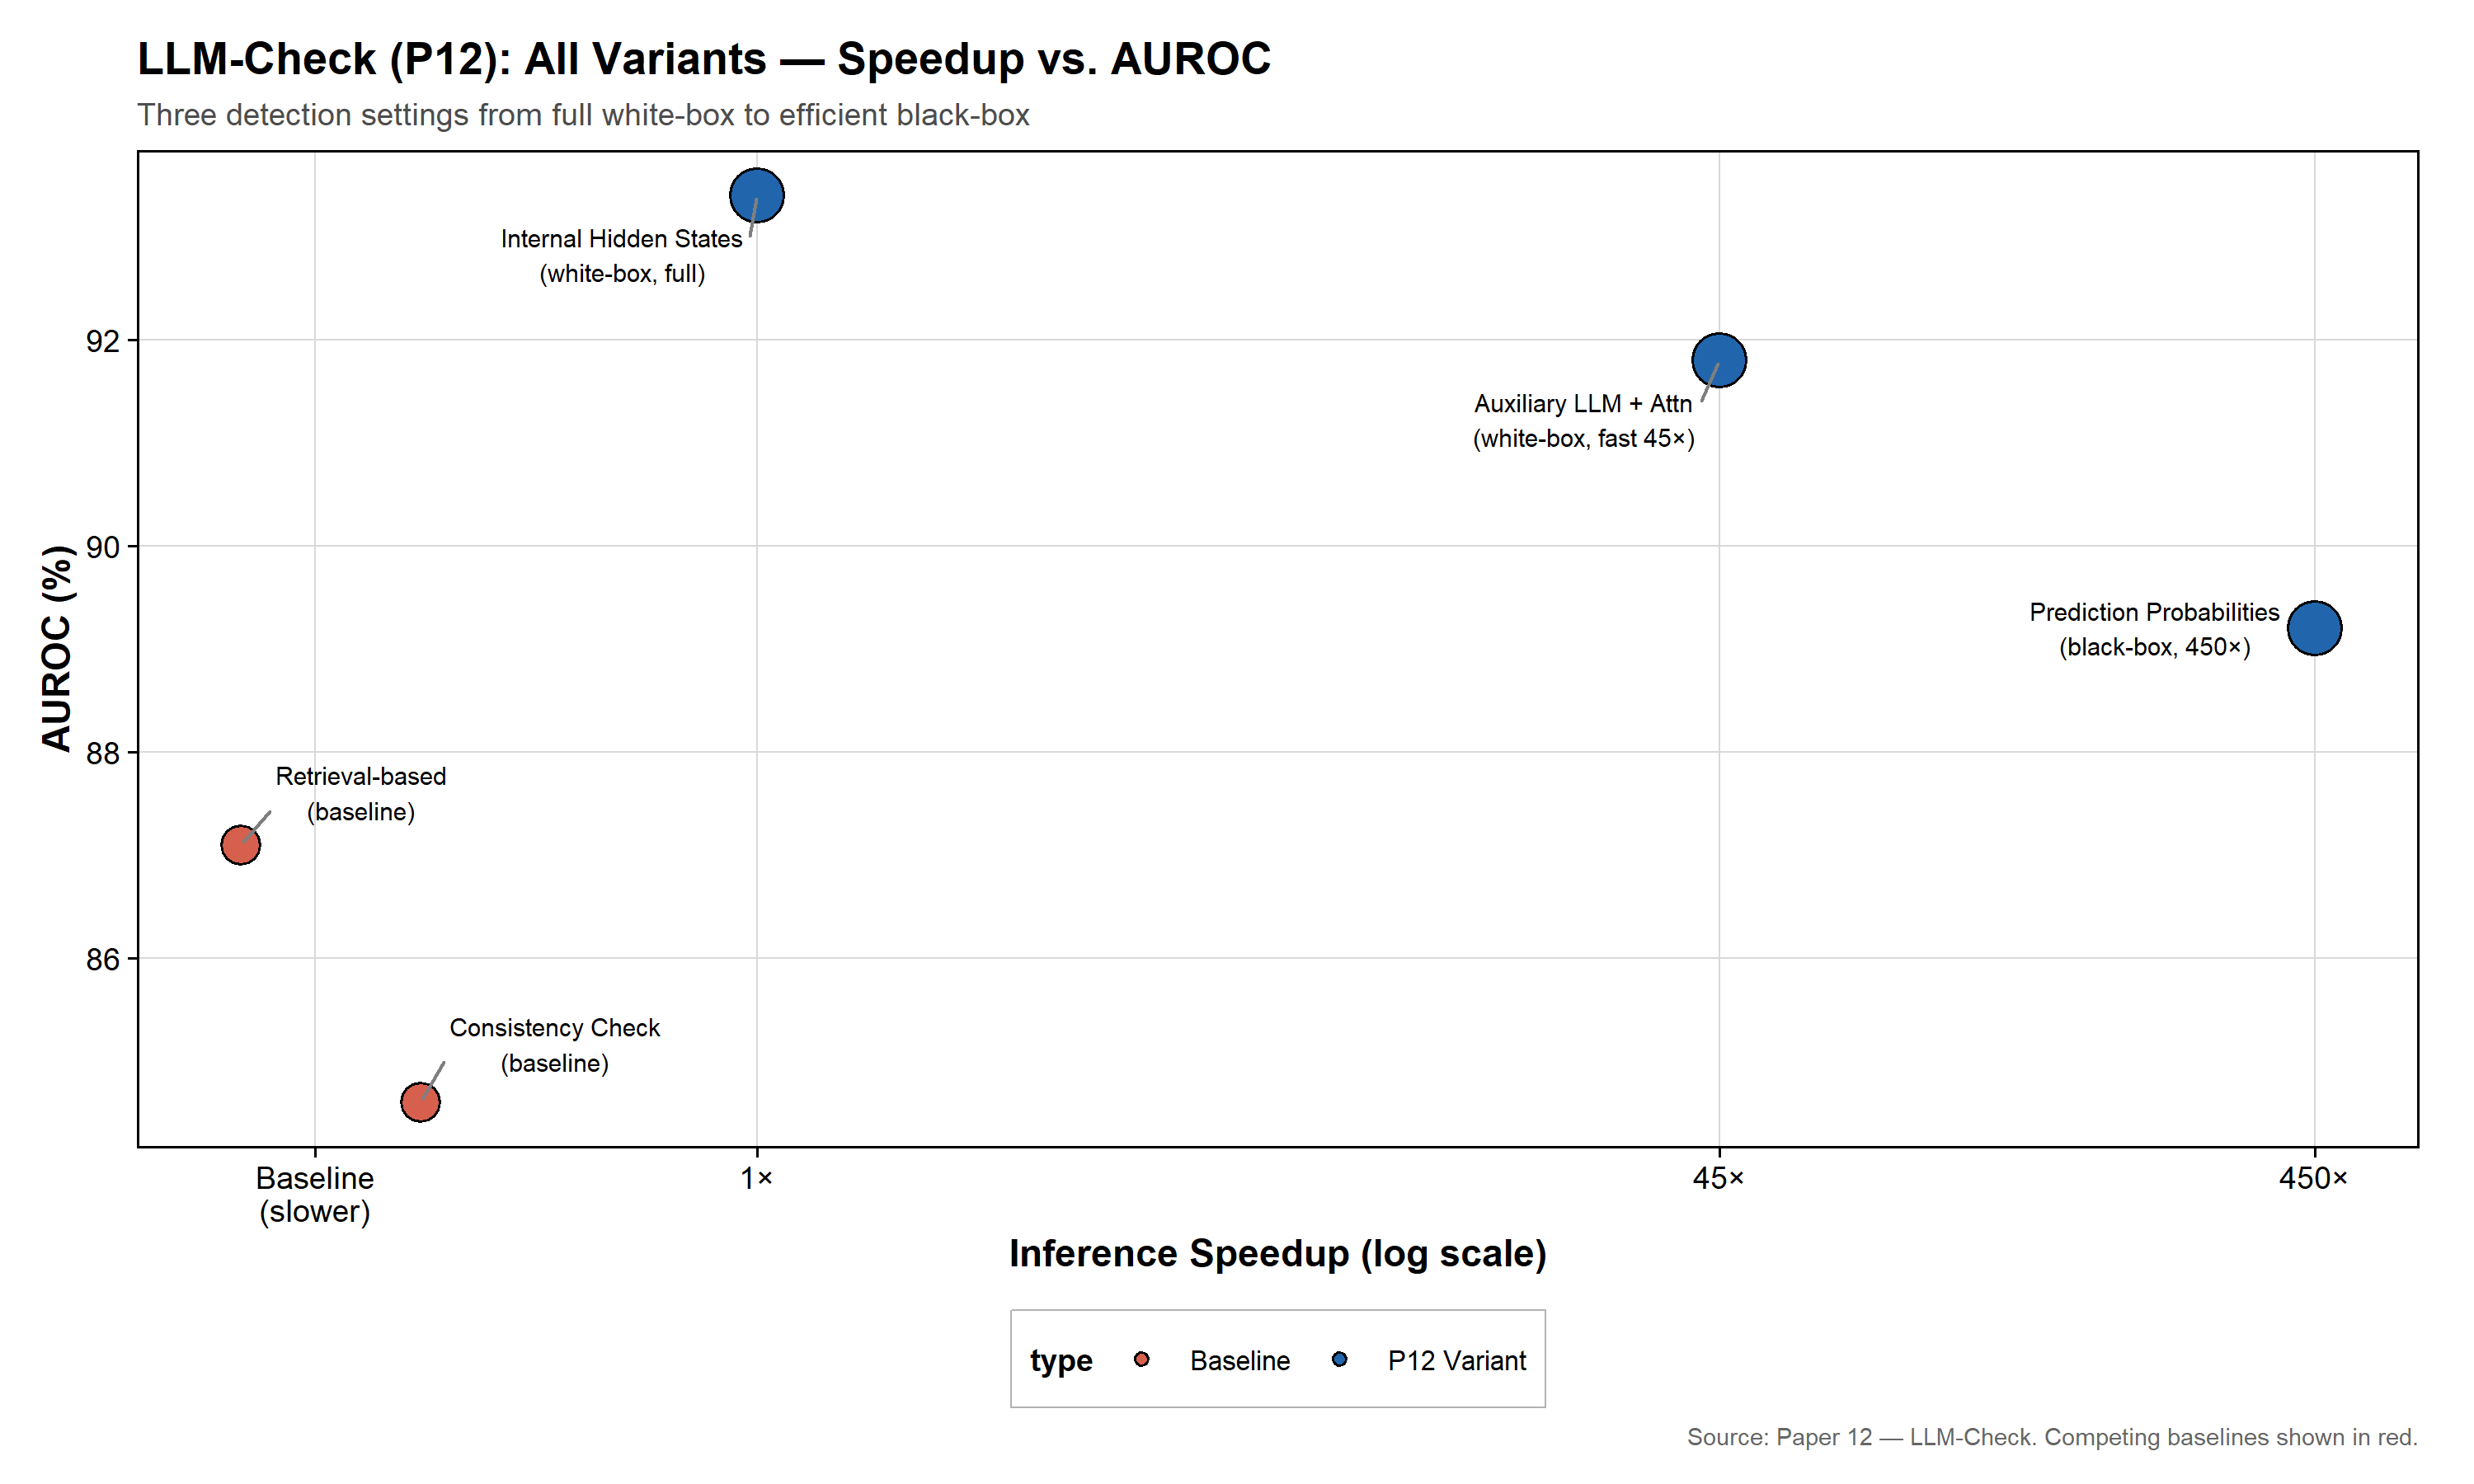 LLM-Check (P12): All Variants — Speedup vs. AUROC
Three detection settings from full white-box to efficient black-box
Internal Hidden States
(white-box, full)
92
Auxiliary LLM + Attn
(white-box, fast 45×)
90
AUROC (%)
Prediction Probabilities
(black-box, 450×)
88
Retrieval-based
(baseline)
86
Consistency Check
(baseline)
Baseline
(slower)
1×
45×
450×
Inference Speedup (log scale)
type
Baseline
P12 Variant
Source: Paper 12 — LLM-Check. Competing baselines shown in red.